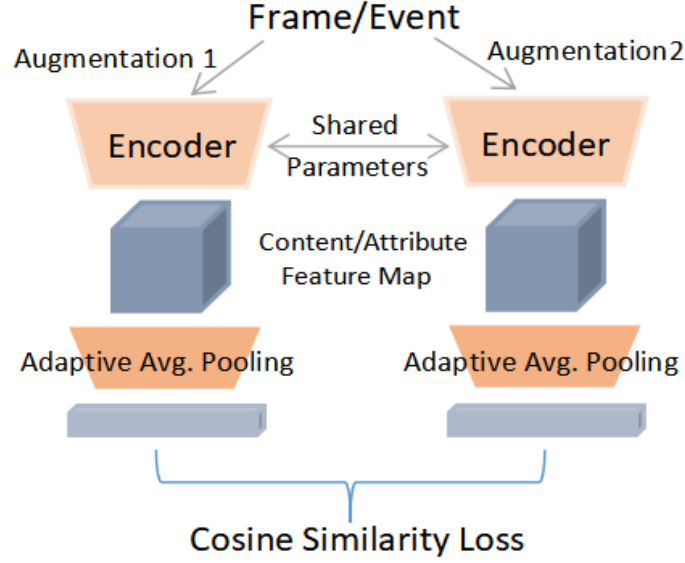 Frame/Event
Augmentation 1
Augmentation2
Encoder
Shared
Parameters
Encoder
Content/Attribute
Feature Map
Adaptive Avg. Pooling
Adaptive Avg. Pooling
Cosine Similarity Loss